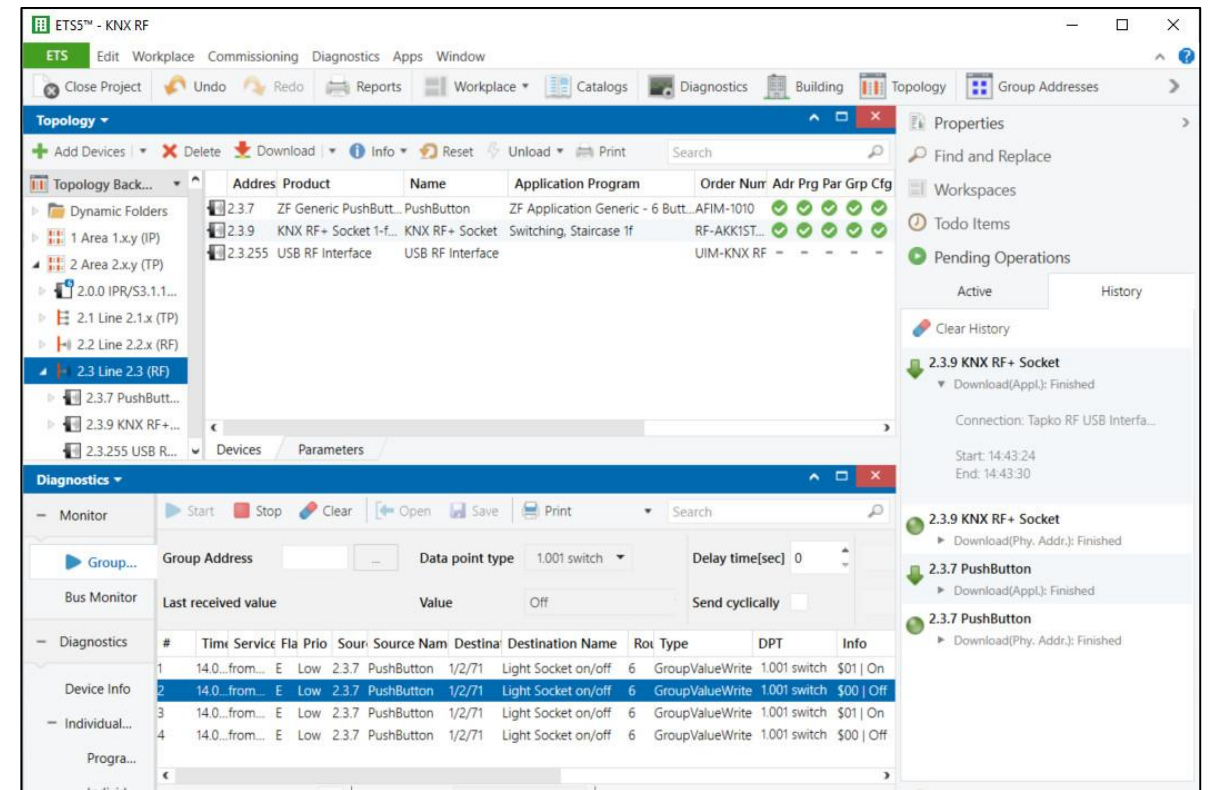 ETS5™ - KNX RF
ETS Edit Workplace Commissioning Diagnostics Apps Window
Close Project Undo Redo Reports Workplace Catalogs Diagnostics Building Topology Group Addresses
Topology
Add Devices Delete Download Info Reset Unload Print Search
Topology Back...
Dynamic Folders
1 Area 1.x.y (IP)
2 Area 2.x.y (TP)
2.0.0 IPR/S3.1.1...
2.1 Line 2.1.x (TP)
2.2 Line 2.2.x (RF)
2.3 Line 2.3 (RF)
2.3.7 PushButt...
2.3.9 KNX RF+...
2.3.255 USB R...
Addres Product Name Application Program Order Num Adr Prg Par Grp Cfg
2.3.7 ZF Generic PushButt... PushButton ZF Application Generic - 6 Butt... AFIM-1010
2.3.9 KNX RF+ Socket 1-f... KNX RF+ Socket Switching, Staircase 1f RF-AKK1ST...
2.3.255 USB RF Interface USB RF Interface UIM-KNX RF - - - - -
Devices Parameters
Diagnostics
Monitor
Group...
Bus Monitor
Diagnostics
Device Info
Individual...
Progra...
Start Stop Clear Open Save Print Search
Group Address ... Data point type 1.001 switch Delay time[sec] 0
Last received value Value Off Send cyclically
# Time Service Fla Prio Sour Source Nam Destinat Destination Name Rou Type DPT Info
1 14.0... from... E Low 2.3.7 PushButton 1/2/71 Light Socket on/off 6 GroupValueWrite 1.001 switch $01 | On
2 14.0... from... E Low 2.3.7 PushButton 1/2/71 Light Socket on/off 6 GroupValueWrite 1.001 switch $00 | Off
3 14.0... from... E Low 2.3.7 PushButton 1/2/71 Light Socket on/off 6 GroupValueWrite 1.001 switch $01 | On
4 14.0... from... E Low 2.3.7 PushButton 1/2/71 Light Socket on/off 6 GroupValueWrite 1.001 switch $00 | Off
Properties
Find and Replace
Workspaces
Todo Items
Pending Operations
Active History
Clear History
2.3.9 KNX RF+ Socket
Download(Appl.): Finished
Connection: Tapko RF USB Interfa...
Start: 14:43:24
End: 14:43:30
2.3.9 KNX RF+ Socket
Download(Phy. Addr.): Finished
2.3.7 PushButton
Download(Appl.): Finished
2.3.7 PushButton
Download(Phy. Addr.): Finished